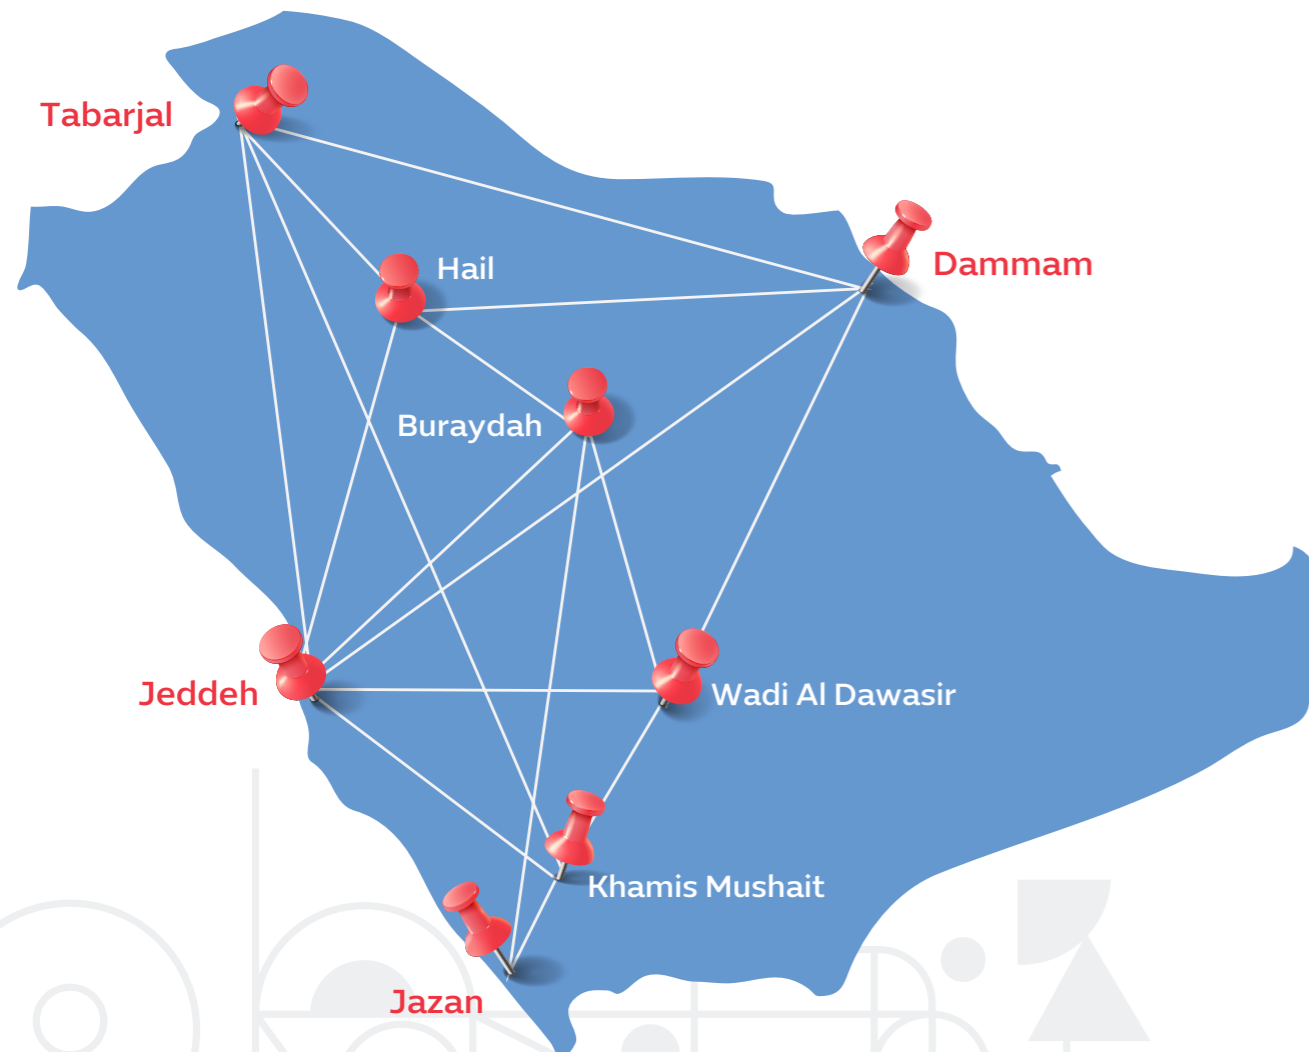 Tabarjal
Dammam
Hail
Buraydah
Jeddeh
Wadi Al Dawasir
Khamis Mushait
Jazan